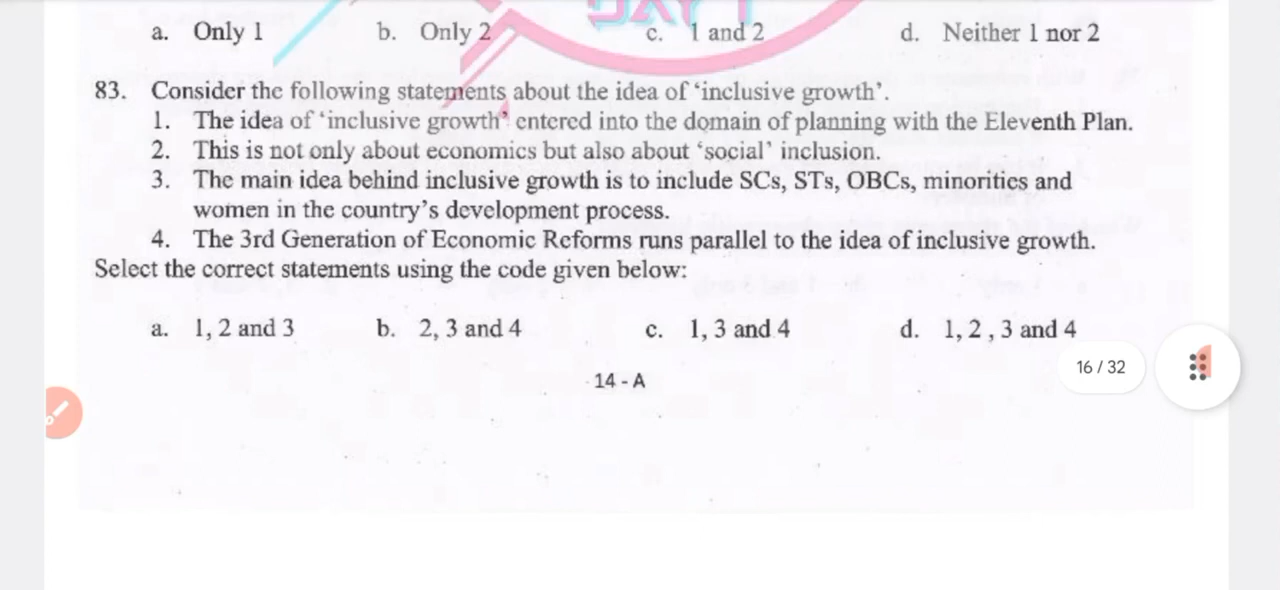 a. Only 1 b. Only 2 c. 1 and 2 d. Neither 1 nor 2
83. Consider the following statements about the idea of ‘inclusive growth’.
1. The idea of ‘inclusive growth’ entered into the domain of planning with the Eleventh Plan.
2. This is not only about economics but also about ‘social’ inclusion.
3. The main idea behind inclusive growth is to include SCs, STs, OBCs, minorities and
women in the country’s development process.
4. The 3rd Generation of Economic Reforms runs parallel to the idea of inclusive growth.
Select the correct statements using the code given below:
a. 1, 2 and 3 b. 2, 3 and 4 c. 1, 3 and 4 d. 1, 2 , 3 and 4
16 / 32
14 - A